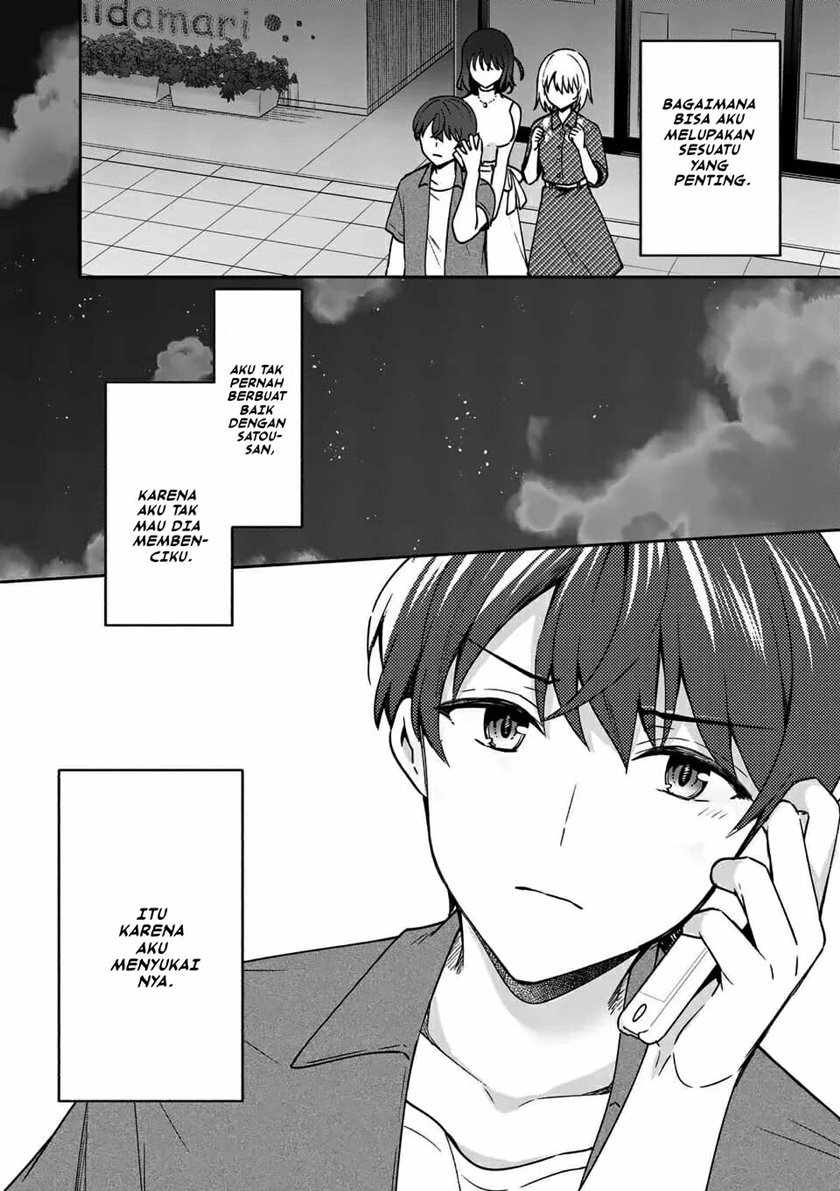 hidamari
BAGAIMANA
BISA AKU
MELUPAKAN
SESUATU
YANG
PENTING.
AKU TAK
PERNAH
BERBUAT
BAIK
DENGAN
SATOU-
SAN,
KARENA
AKU TAK
MAU DIA
MEMBEN-
CIKU.
ITU
KARENA
AKU
MENYUKAI
NYA.